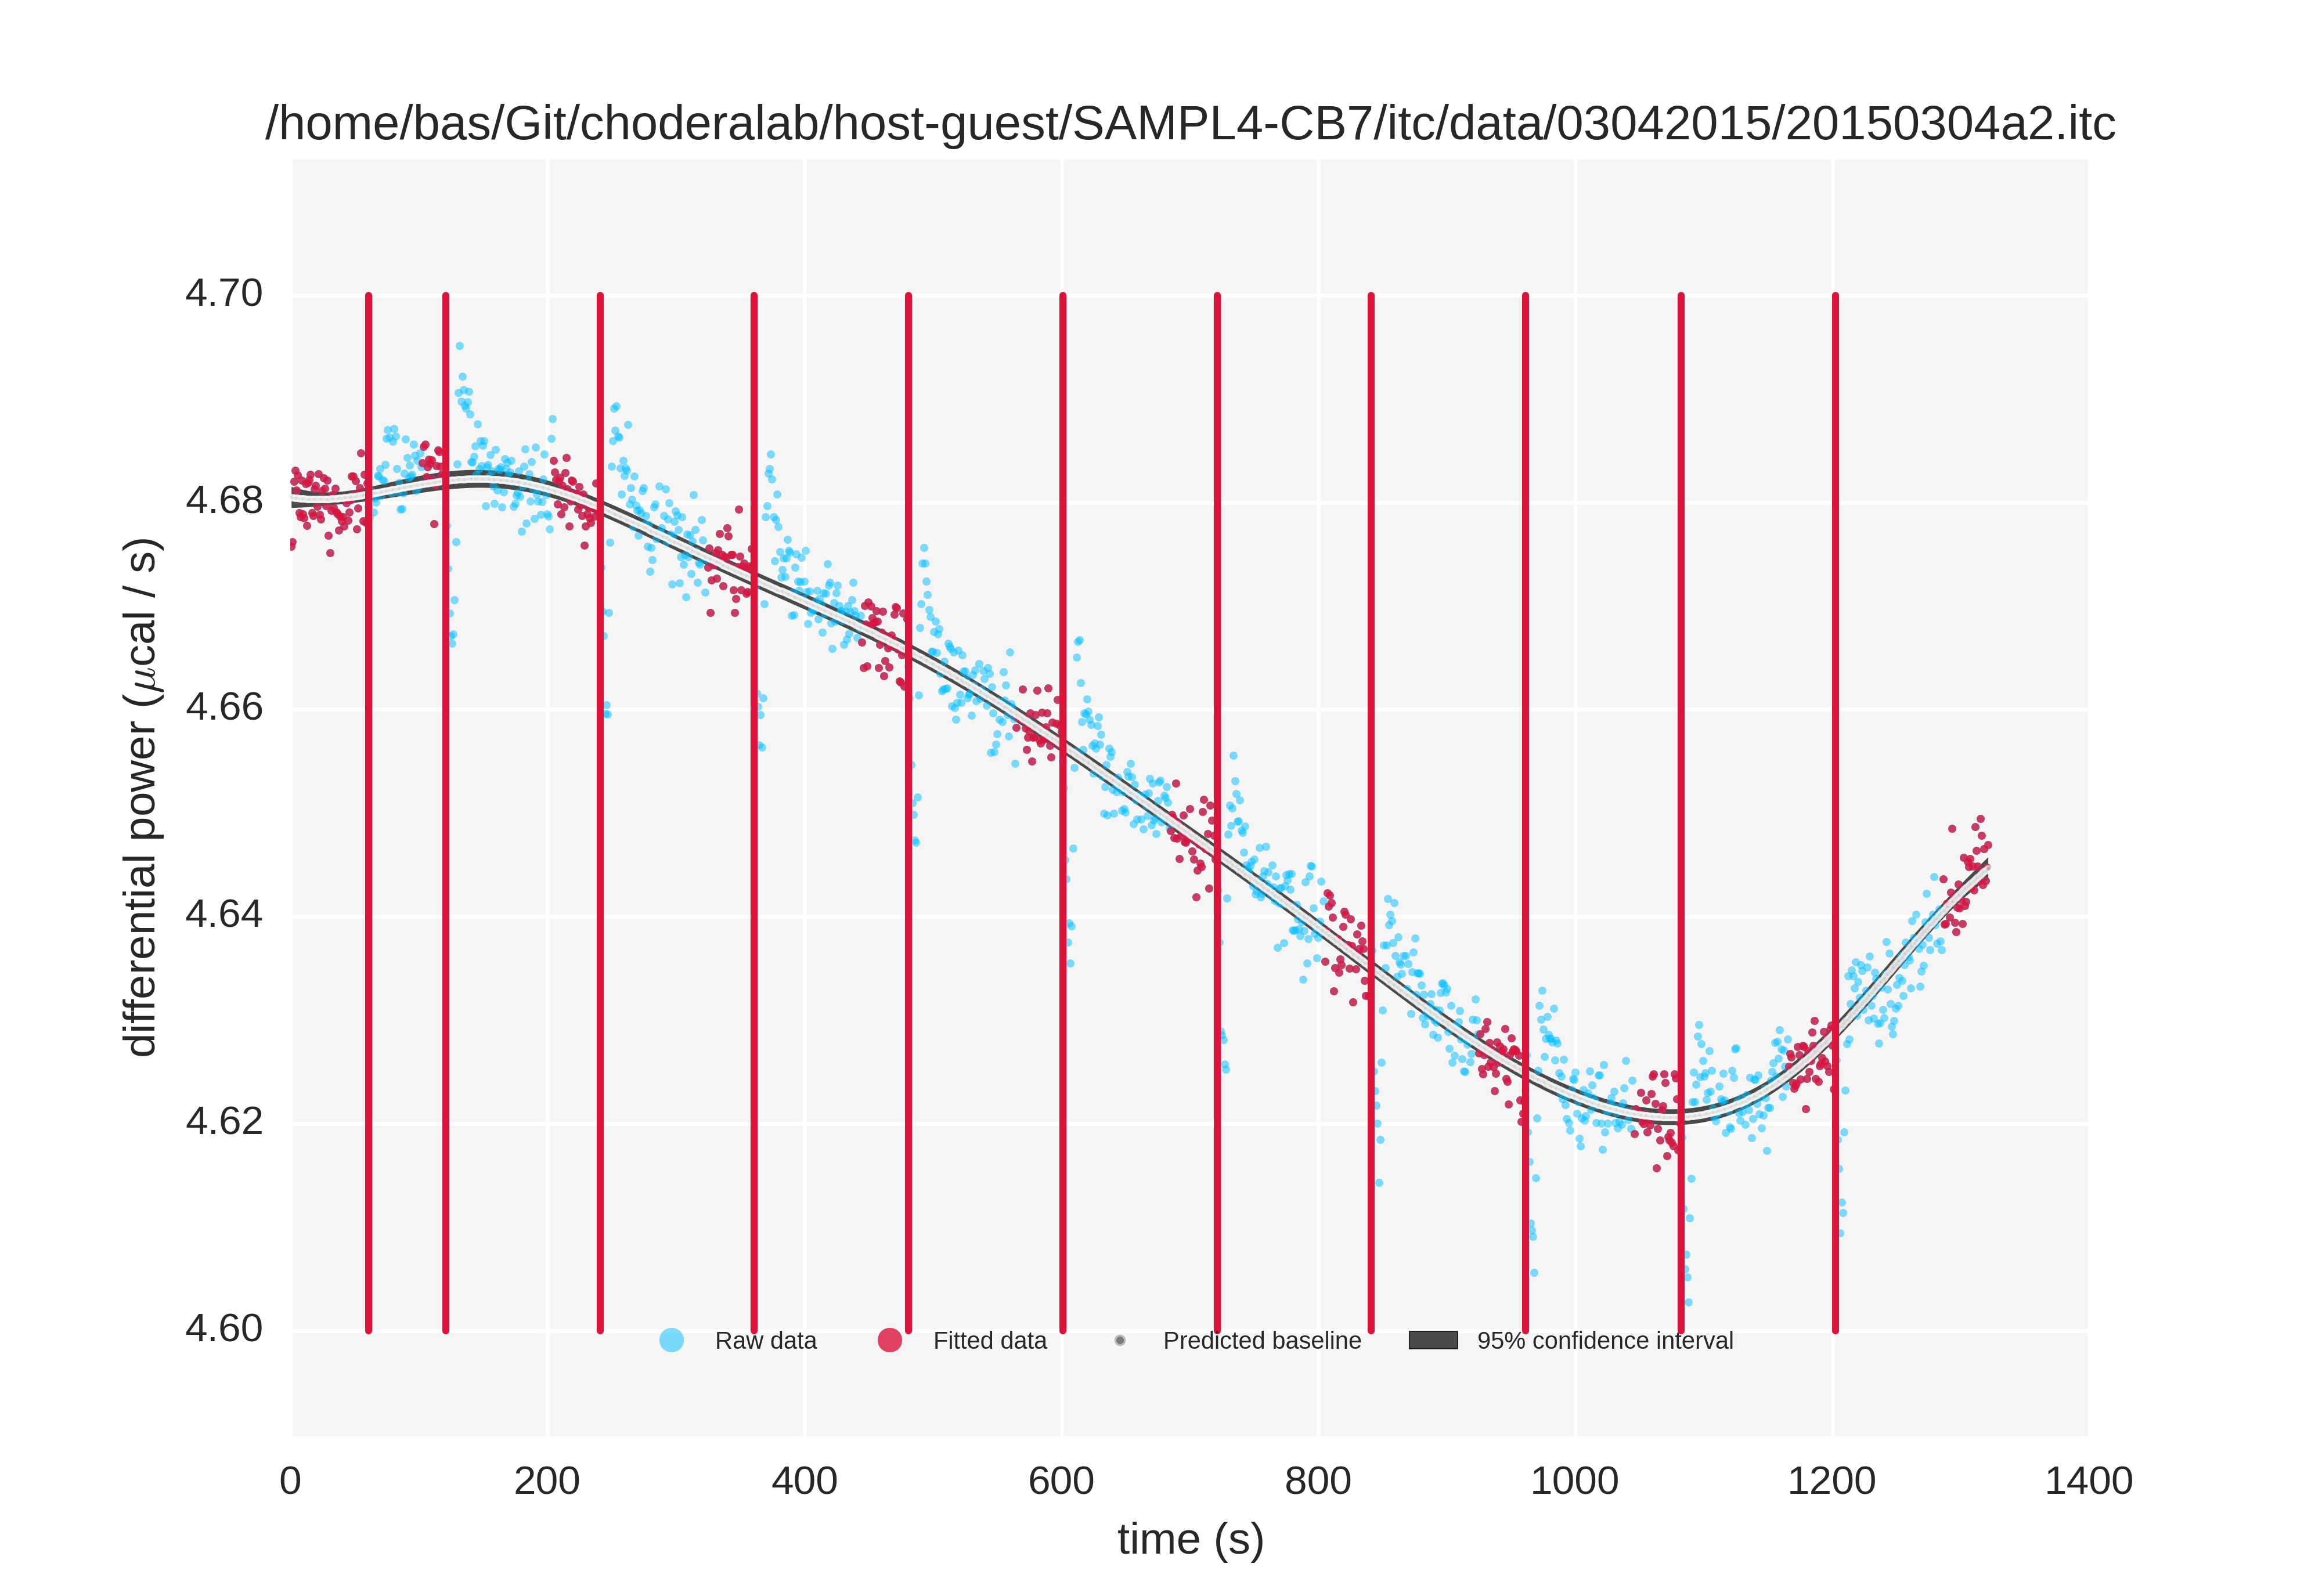 /home/bas/Git/choderalab/host-guest/SAMPL4-CB7/itc/data/03042015/20150304a2.itc
differential power (μcal / s)
4.70
4.68
4.66
4.64
4.62
4.60
Raw data Fitted data Predicted baseline 95% confidence interval
0 200 400 600 800 1000 1200 1400
time (s)